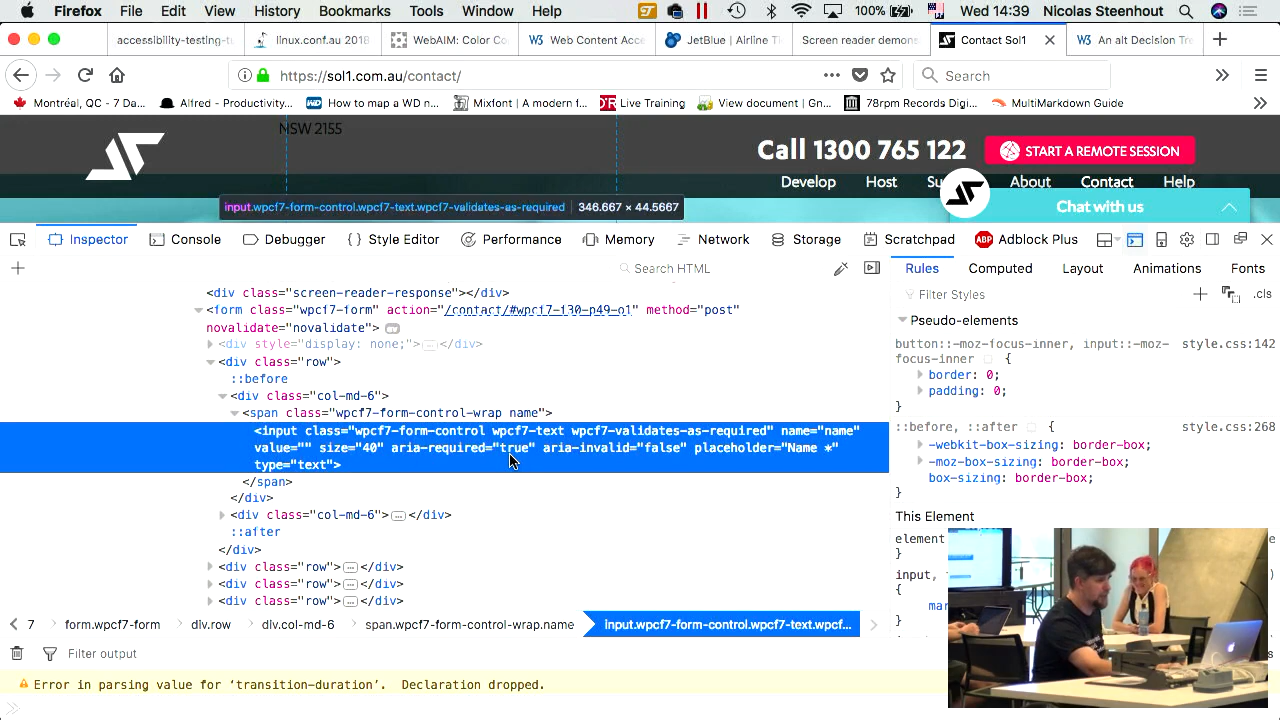 Firefox File Edit View History Bookmarks Tools Window Help 100% Wed 14:39 Nicolas Steenhout
accessibility-testing-tu linux.conf.au 2018 WebAIM: Color Co W3 Web Content Acce JetBlue | Airline Ti Screen reader demons Contact Sol1 W3 An alt Decision Tre
https://sol1.com.au/contact/ Search
Montréal, QC - 7 Da... Alfred - Productivity... How to map a WD n... Mixfont | A modern f... Live Training View document | Gn... 78rpm Records Digi... MultiMarkdown Guide
NSW 2155
Call 1300 765 122 START A REMOTE SESSION
Develop Host Su About Contact Help
input.wpcf7-form-control.wpcf7-text.wpcf7-validates-as-required 346.667 × 44.5667
Chat with us
Inspector Console Debugger Style Editor Performance Memory Network Storage Scratchpad ABP Adblock Plus
Search HTML
Rules Computed Layout Animations Fonts
Filter Styles .cls
<div class="screen-reader-response"></div>
<form class="wpcf7-form" action="/contact/#wpcf7-f30-p49-o1" method="post"
novalidate="novalidate"> ev
<div style="display: none;"></div>
<div class="row">
::before
<div class="col-md-6">
<span class="wpcf7-form-control-wrap name">
<input class="wpcf7-form-control wpcf7-text wpcf7-validates-as-required" name="name"
value="" size="40" aria-required="true" aria-invalid="false" placeholder="Name *"
type="text">
</span>
</div>
<div class="col-md-6"></div>
::after
</div>
<div class="row"></div>
<div class="row"></div>
<div class="row"></div>
Pseudo-elements
button::-moz-focus-inner, input::-moz- style.css:142
focus-inner {
border: 0;
padding: 0;
}
::before, ::after { style.css:268
-webkit-box-sizing: border-box;
-moz-box-sizing: border-box;
box-sizing: border-box;
}
This Element
element
}
input,
{
mar
}
7 form.wpcf7-form div.row div.col-md-6 span.wpcf7-form-control-wrap.name input.wpcf7-form-control.wpcf7-text.wpcf...
Filter output
Error in parsing value for ‘transition-duration’. Declaration dropped.